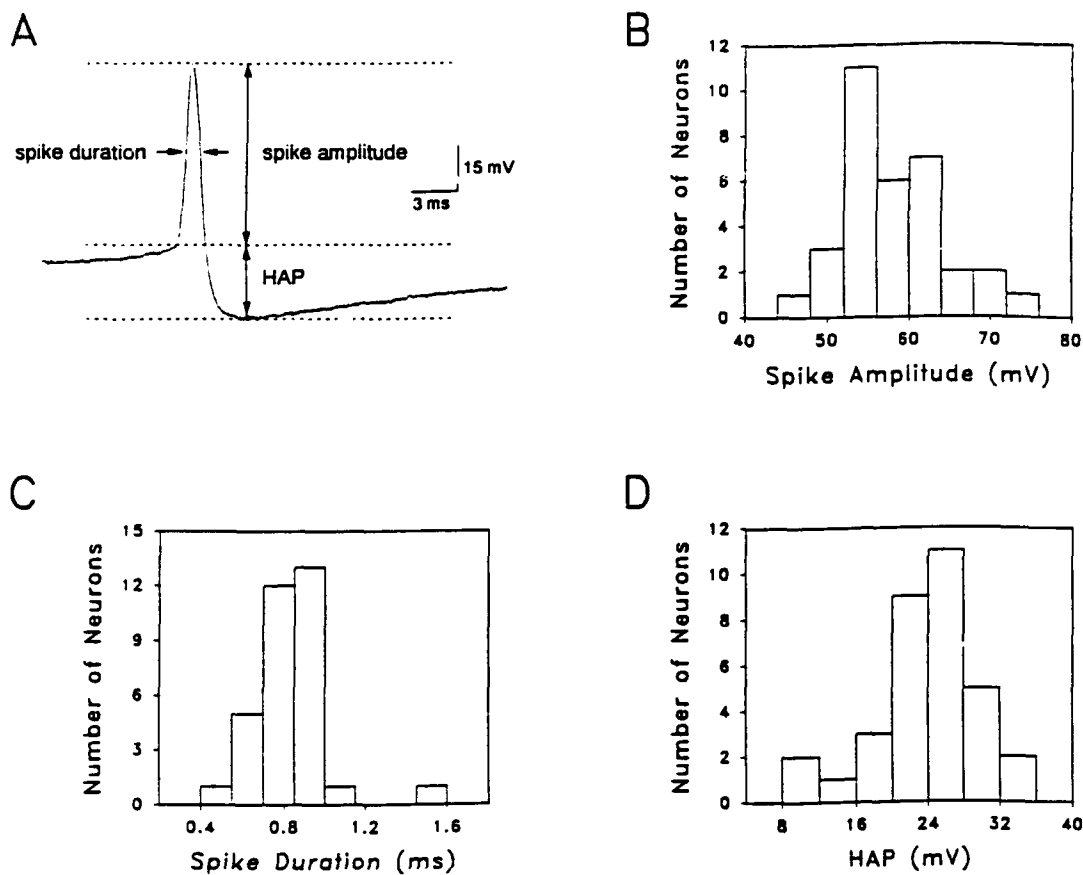 A
spike duration
spike amplitude
15 mV
3 ms
HAP
B
Number of Neurons
12
10
8
6
4
2
0
40
50
60
70
80
Spike Amplitude (mV)
C
Number of Neurons
15
12
9
6
3
0
0.4
0.8
1.2
1.6
Spike Duration (ms)
D
Number of Neurons
12
10
8
6
4
2
0
8
16
24
32
40
HAP (mV)